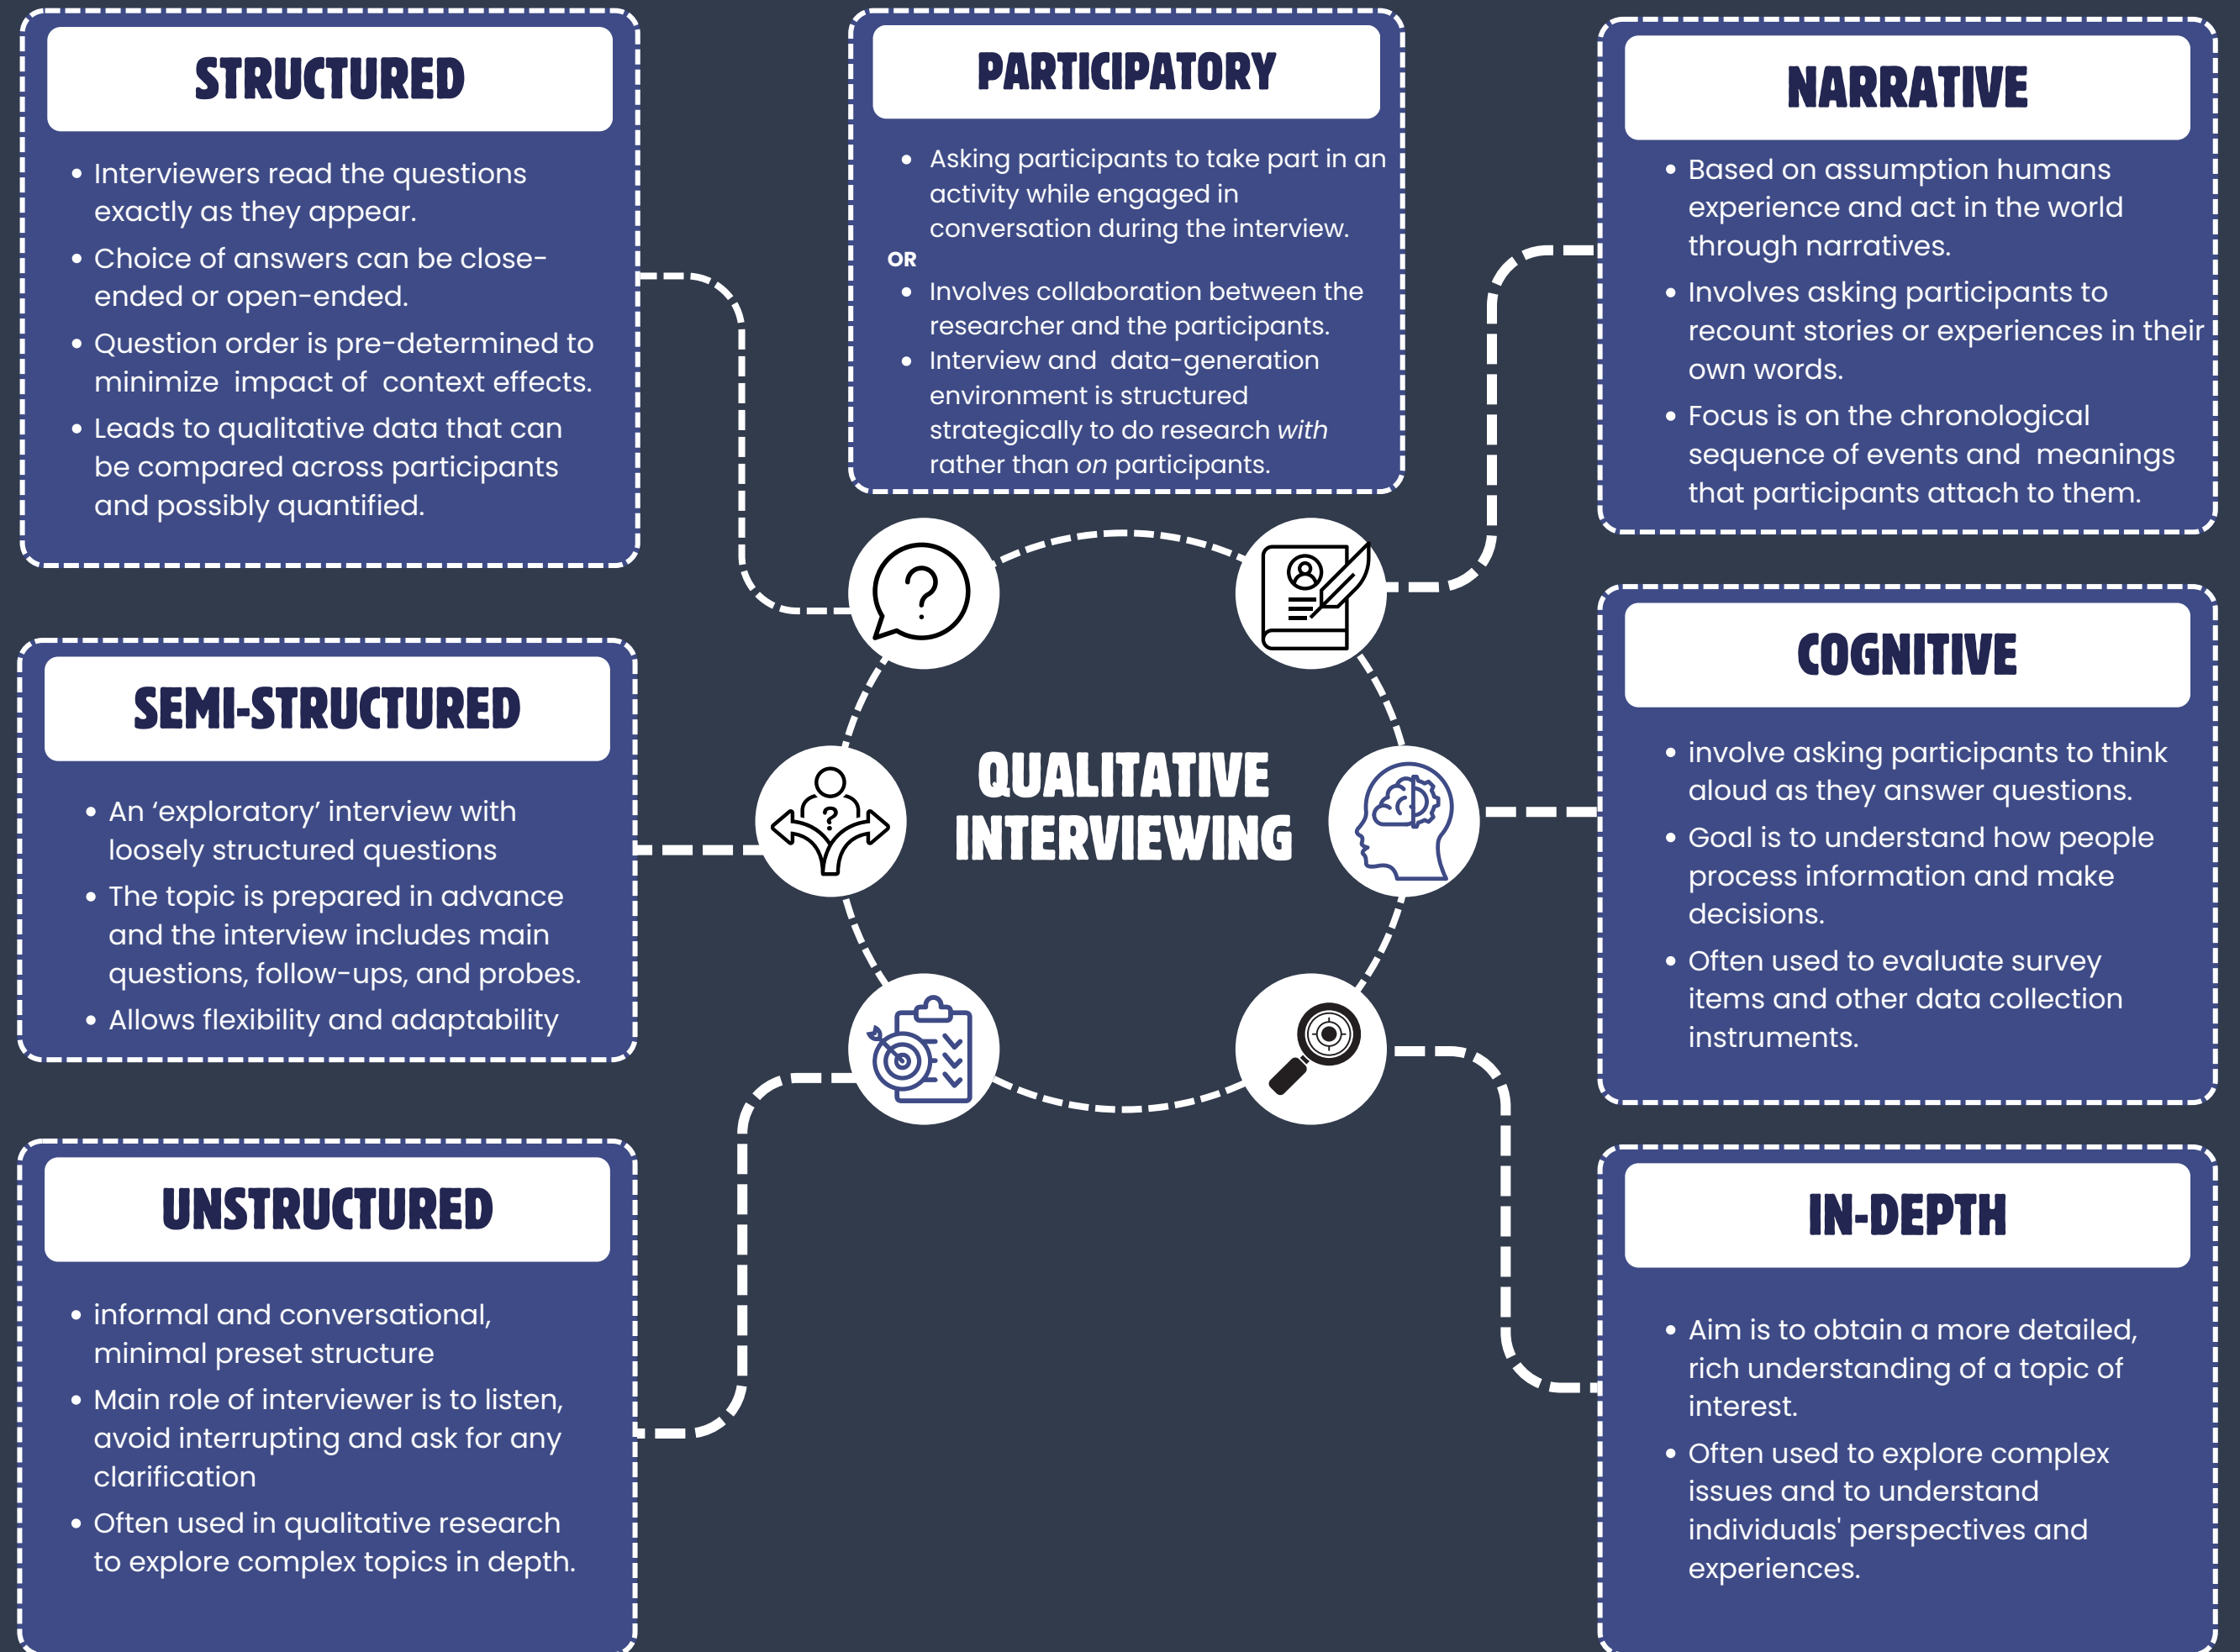 STRUCTURED
• Interviewers read the questions
exactly as they appear.
• Choice of answers can be close-
ended or open-ended.
• Question order is pre-determined to
minimize  impact of  context effects.
• Leads to qualitative data that can
be compared across participants
and possibly quantified.
PARTICIPATORY
• Asking participants to take part in an
activity while engaged in
conversation during the interview.
OR
• Involves collaboration between the
researcher and the participants.
• Interview and  data-generation
environment is structured
strategically to do research with
rather than on participants.
NARRATIVE
• Based on assumption humans
experience and act in the world
through narratives.
• Involves asking participants to
recount stories or experiences in their
own words.
• Focus is on the chronological
sequence of events and  meanings
that participants attach to them.
SEMI-STRUCTURED
• An ‘exploratory’ interview with
loosely structured questions
• The topic is prepared in advance
and the interview includes main
questions, follow-ups, and probes.
• Allows flexibility and adaptability
?
?
QUALITATIVE
INTERVIEWING
COGNITIVE
• involve asking participants to think
aloud as they answer questions.
• Goal is to understand how people
process information and make
decisions.
• Often used to evaluate survey
items and other data collection
instruments.
UNSTRUCTURED
• informal and conversational,
minimal preset structure
• Main role of interviewer is to listen,
avoid interrupting and ask for any
clarification
• Often used in qualitative research
to explore complex topics in depth.
IN-DEPTH
• Aim is to obtain a more detailed,
rich understanding of a topic of
interest.
• Often used to explore complex
issues and to understand
individuals' perspectives and
experiences.